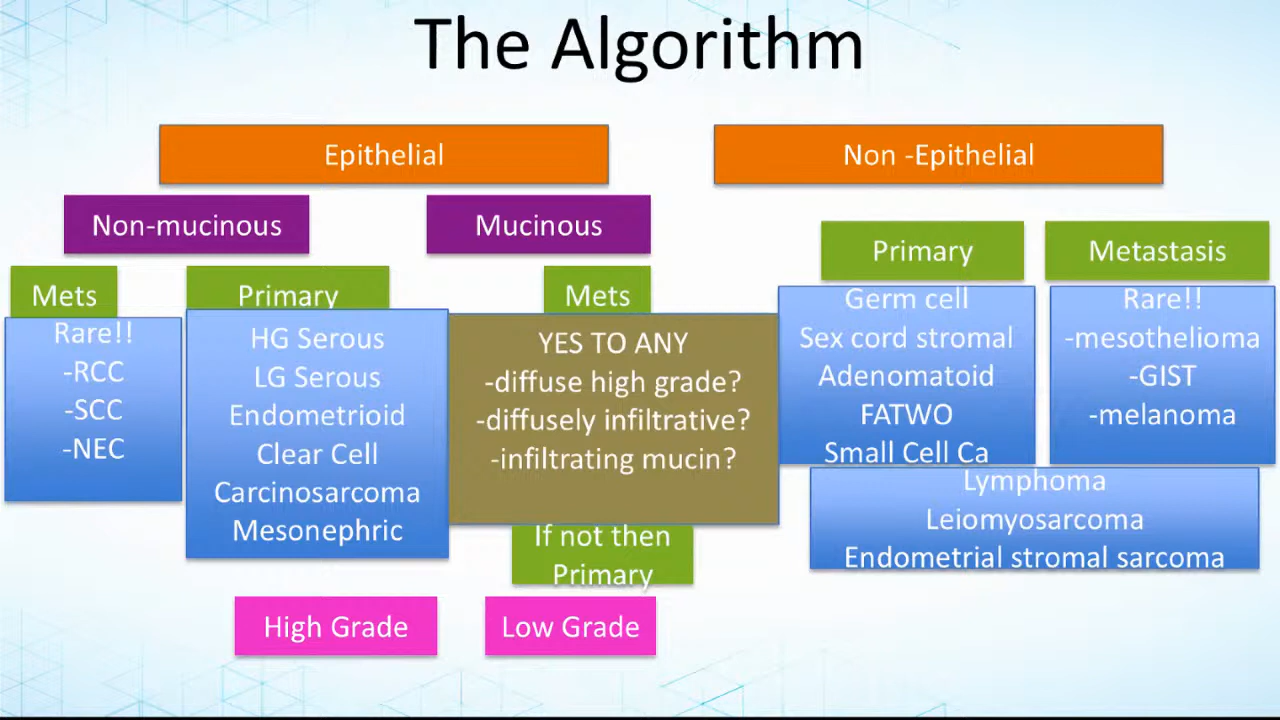 The Algorithm
Epithelial
Non -Epithelial
Non-mucinous
Mucinous
Primary
Metastasis
Mets
Primary
Mets
Rare!!
-RCC
-SCC
-NEC
HG Serous
LG Serous
Endometrioid
Clear Cell
Carcinosarcoma
Mesonephric
YES TO ANY
-diffuse high grade?
-diffusely infiltrative?
-infiltrating mucin?
If not then
Primary
Germ cell
Sex cord stromal
Adenomatoid
FATWO
Small Cell Ca
Rare!!
-mesothelioma
-GIST
-melanoma
Lymphoma
Leiomyosarcoma
Endometrial stromal sarcoma
High Grade
Low Grade